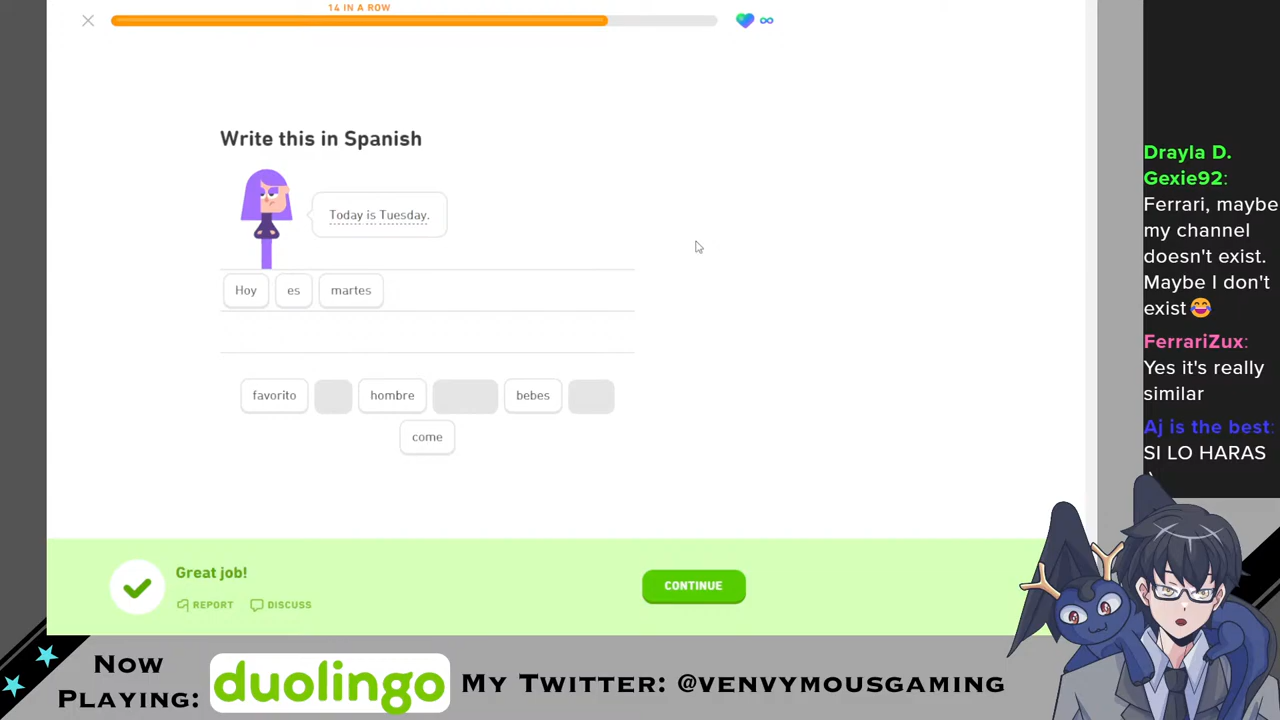 14 IN A ROW
Write this in Spanish
Today is Tuesday.
Hoy es martes
favorito hombre bebes
come
Great job!
REPORT DISCUSS
CONTINUE
Drayla D.
Gexie92:
Ferrari, maybe
my channel
doesn't exist.
Maybe I don't
exist😂
FerrariZux:
Yes it's really
similar
Aj is the best:
SI LO HARAS
Now
Playing:
duolingo
My Twitter: @venvymousgaming